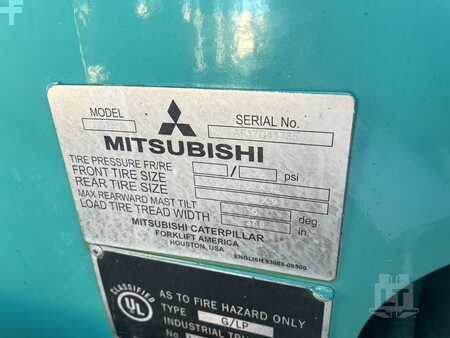 MODEL
SERIAL No.
MITSUBISHI
TIRE PRESSURE FR/RE / psi
FRONT TIRE SIZE
REAR TIRE SIZE
MAX REARWARD MAST TILT deg
LOAD TIRE TREAD WIDTH in.
MITSUBISHI CATERPILLAR
FORKLIFT AMERICA
HOUSTON, USA
ENGLISH
CLASSIFIED
UL
AS TO FIRE HAZARD ONLY
TYPE G/LP
INDUSTRIAL
No.